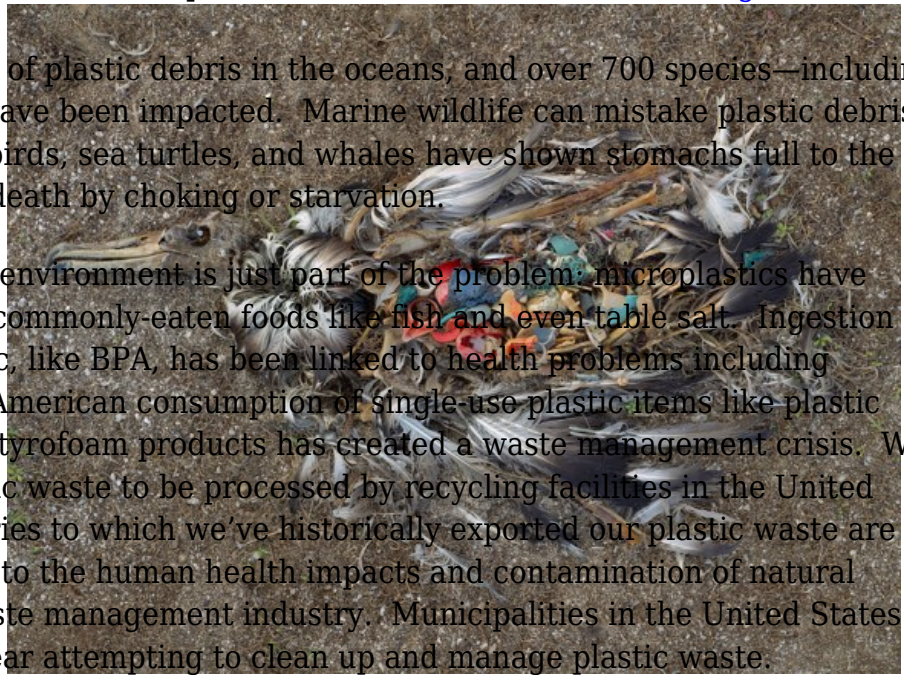 of plastic debris in the oceans, and over 700 species—includin
ave been impacted.  Marine wildlife can mistake plastic debris
birds, sea turtles, and whales have shown stomachs full to the
death by choking or starvation.
environment is just part of the problem: microplastics have
commonly-eaten foods like fish and even table salt.  Ingestion
c, like BPA, has been linked to health problems including
American consumption of single-use plastic items like plastic
tyrofoam products has created a waste management crisis.  W
c waste to be processed by recycling facilities in the United
ries to which we’ve historically exported our plastic waste are
to the human health impacts and contamination of natural
ste management industry.  Municipalities in the United States
ear attempting to clean up and manage plastic waste.